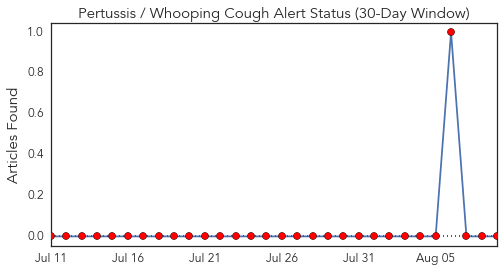 Pertussis / Whooping Cough Alert Status (30-Day Window)
Articles Found
1.0
0.8
0.6
0.4
0.2
0.0
Jul 11 Jul 16 Jul 21 Jul 26 Jul 31 Aug 05